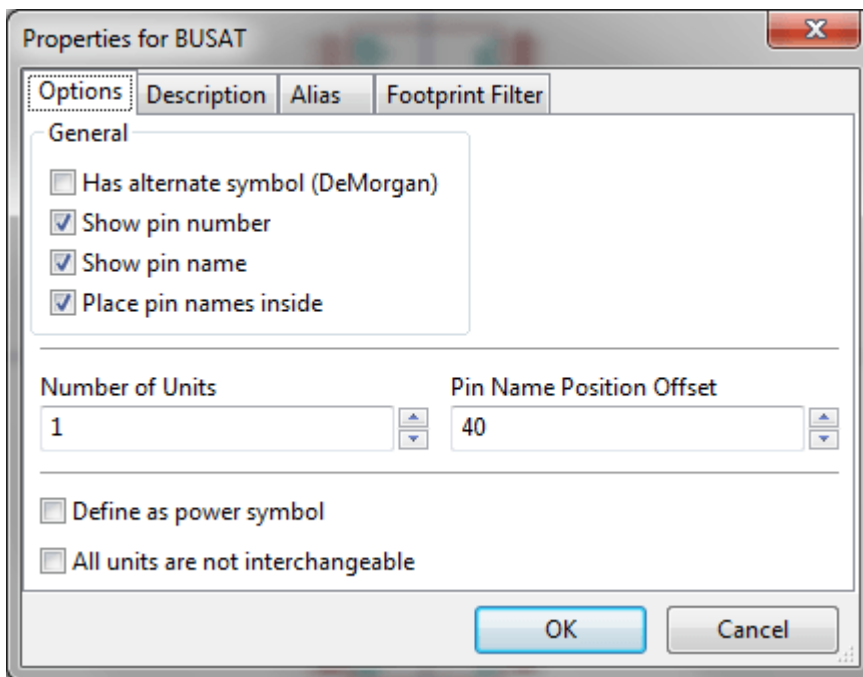 Properties for BUSAT
Options Description Alias Footprint Filter
General
Has alternate symbol (DeMorgan)
Show pin number
Show pin name
Place pin names inside
Number of Units Pin Name Position Offset
1 40
Define as power symbol
All units are not interchangeable
OK Cancel